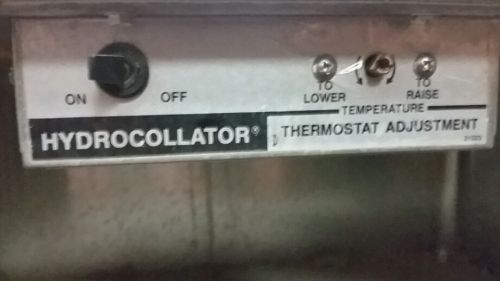 ON OFF
TO LOWER TO RAISE
TEMPERATURE
HYDROCOLLATOR®
THERMOSTAT ADJUSTMENT